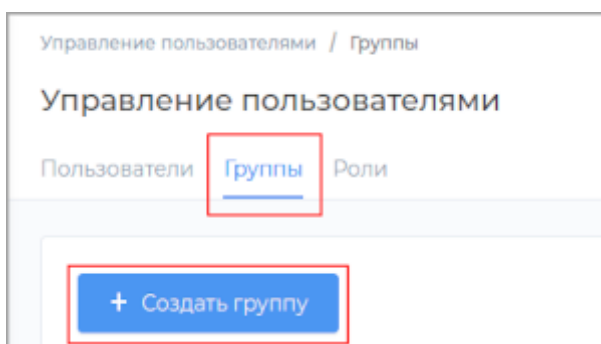 Управление пользователями / Группы
Управление пользователями
Пользователи Группы Роли
+ Создать группу